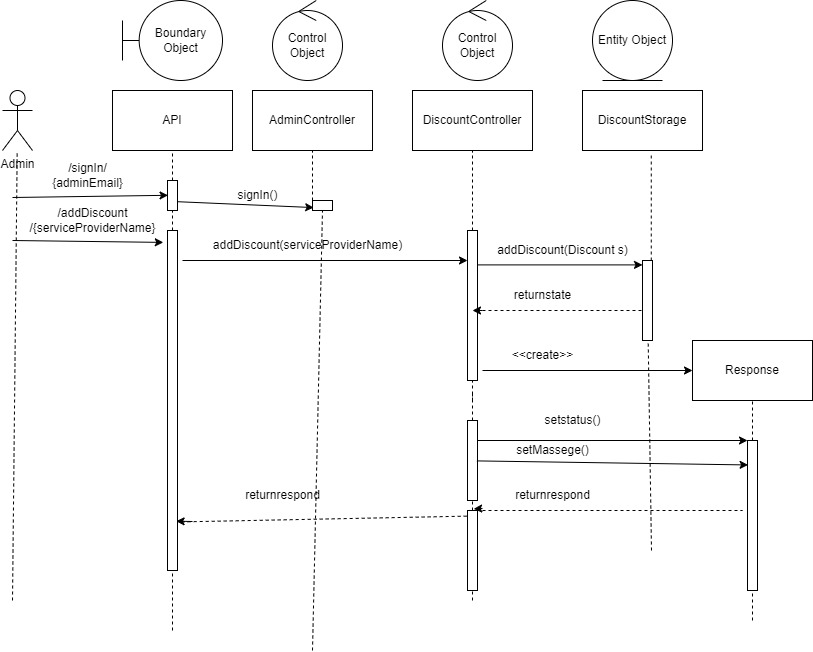 Boundary
Object
Control
Object
Control
Object
Entity Object
API
AdminController
DiscountController
DiscountStorage
Admin
/signIn/
{adminEmail}
signIn()
/addDiscount
/{serviceProviderName}
addDiscount(serviceProviderName)
addDiscount(Discount s)
returnstate
<<create>>
Response
setstatus()
setMassege()
returnrespond
returnrespond